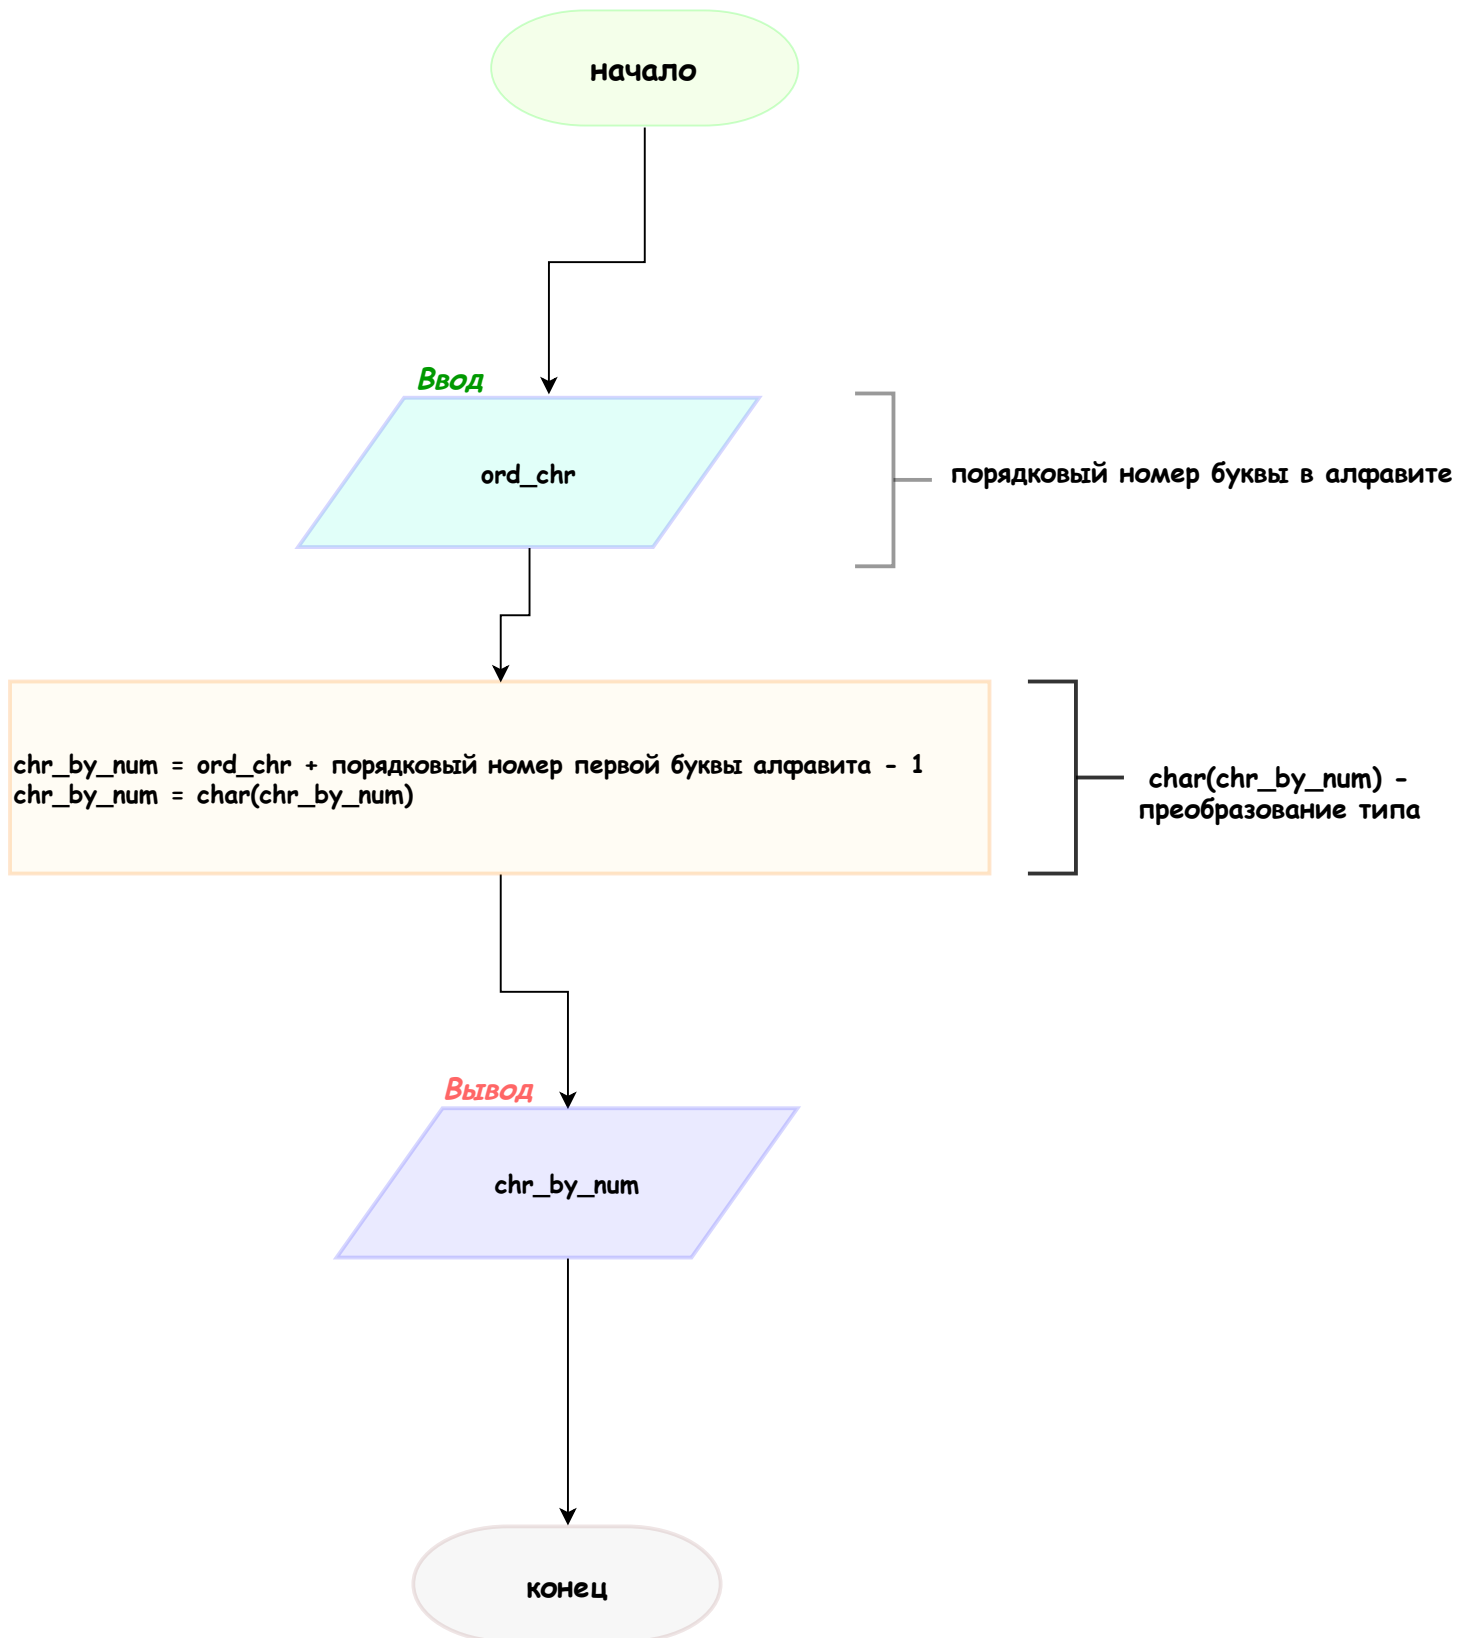 начало
Ввод
ord_chr
порядковый номер буквы в алфавите
chr_by_num = ord_chr + порядковый номер первой буквы алфавита - 1
chr_by_num = char(chr_by_num)
char(chr_by_num) -
преобразование типа
Вывод
chr_by_num
конец